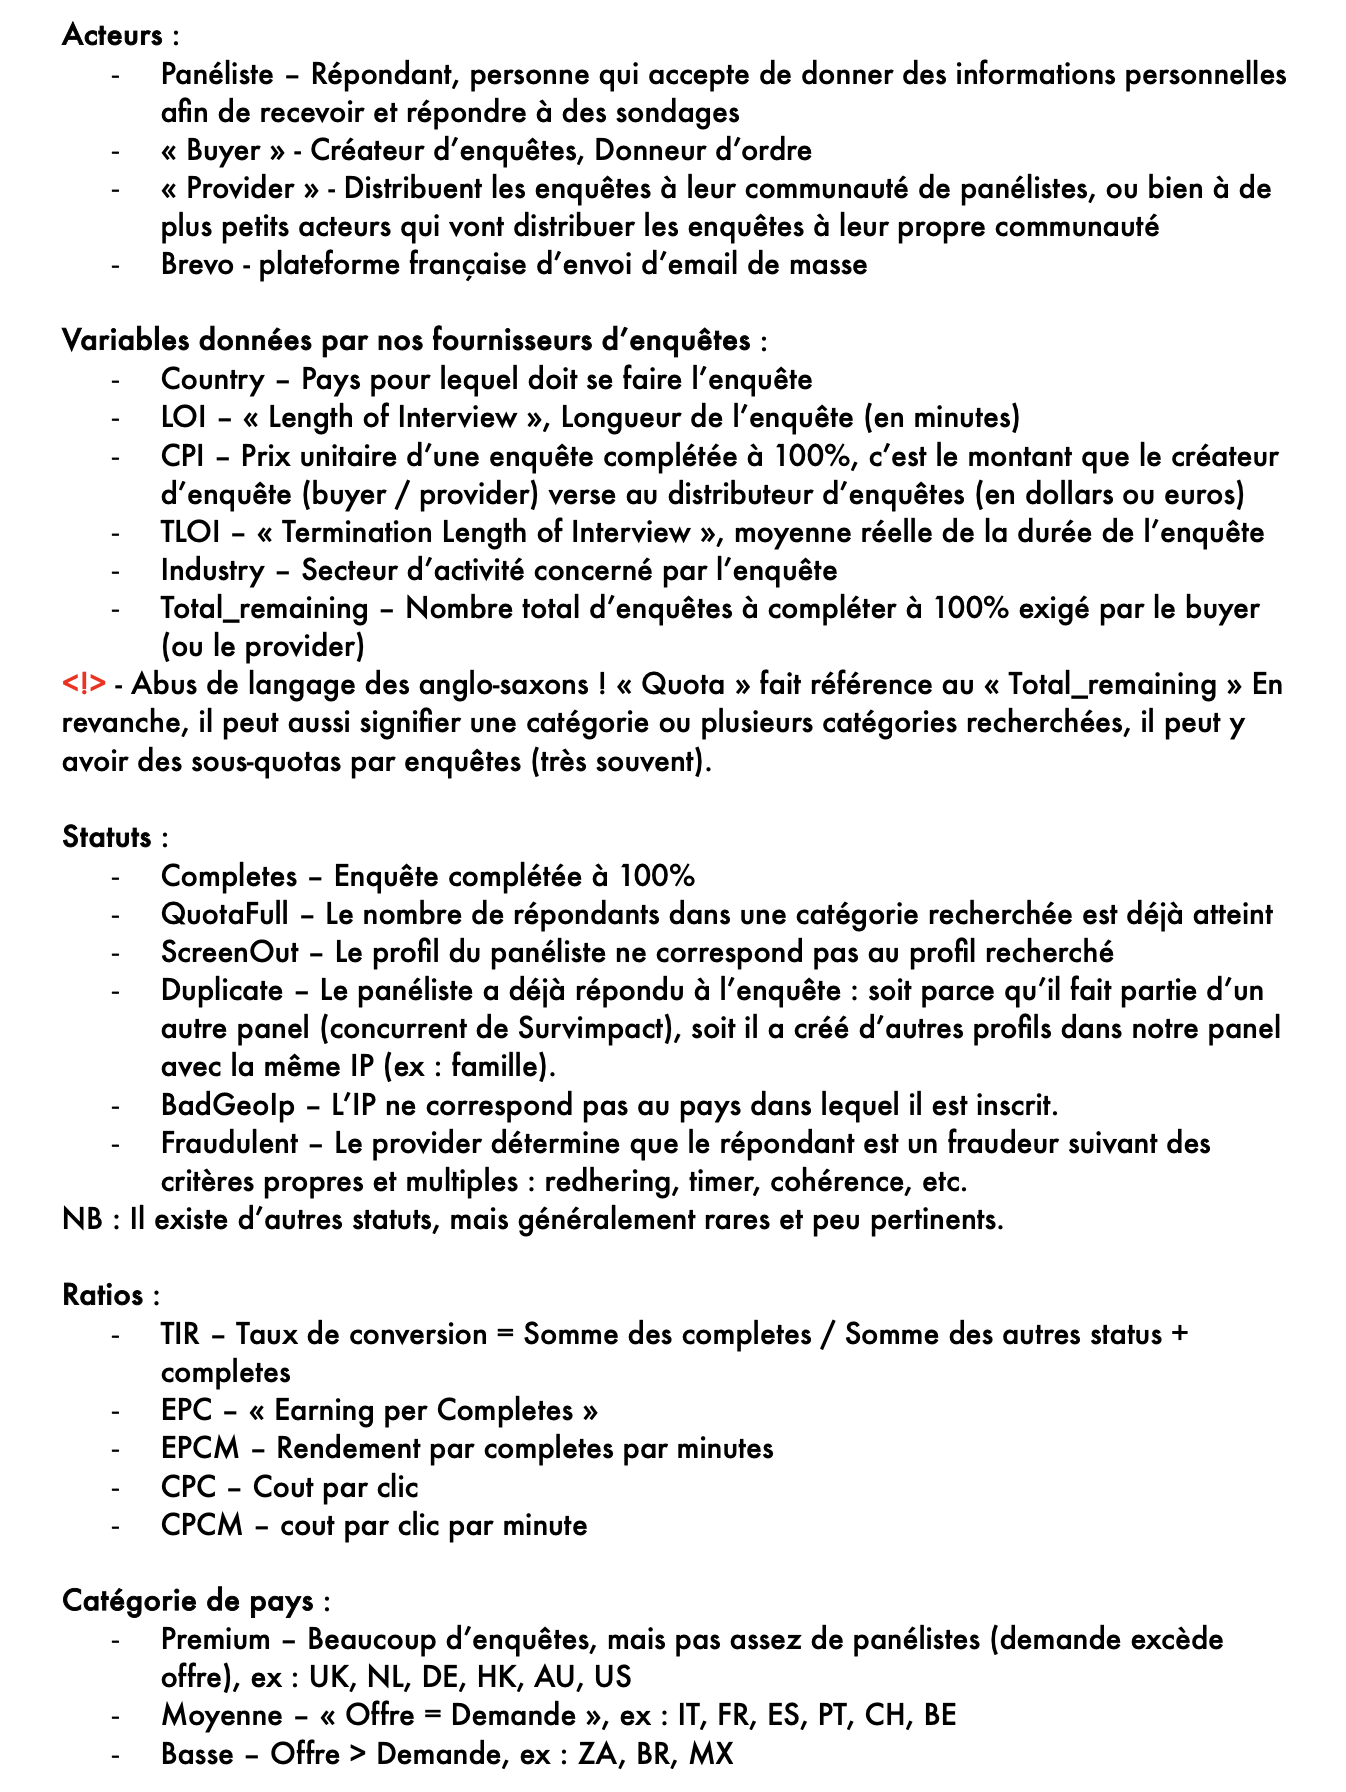 Acteurs :
- Panéliste – Répondant, personne qui accepte de donner des informations personnelles
afin de recevoir et répondre à des sondages
- « Buyer » - Créateur d’enquêtes, Donneur d’ordre
- « Provider » - Distribuent les enquêtes à leur communauté de panélistes, ou bien à de
plus petits acteurs qui vont distribuer les enquêtes à leur propre communauté
- Brevo - plateforme française d’envoi d’email de masse
Variables données par nos fournisseurs d’enquêtes :
- Country – Pays pour lequel doit se faire l’enquête
- LOI – « Length of Interview », Longueur de l’enquête (en minutes)
- CPI – Prix unitaire d’une enquête complétée à 100%, c’est le montant que le créateur
d’enquête (buyer / provider) verse au distributeur d’enquêtes (en dollars ou euros)
- TLOI – « Termination Length of Interview », moyenne réelle de la durée de l’enquête
- Industry – Secteur d’activité concerné par l’enquête
- Total_remaining – Nombre total d’enquêtes à compléter à 100% exigé par le buyer
(ou le provider)
<!> - Abus de langage des anglo-saxons ! « Quota » fait référence au « Total_remaining » En
revanche, il peut aussi signifier une catégorie ou plusieurs catégories recherchées, il peut y
avoir des sous-quotas par enquêtes (très souvent).
Statuts :
- Completes – Enquête complétée à 100%
- QuotaFull – Le nombre de répondants dans une catégorie recherchée est déjà atteint
- ScreenOut – Le profil du panéliste ne correspond pas au profil recherché
- Duplicate – Le panéliste a déjà répondu à l’enquête : soit parce qu’il fait partie d’un
autre panel (concurrent de Survimpact), soit il a créé d’autres profils dans notre panel
avec la même IP (ex : famille).
- BadGeoIp – L’IP ne correspond pas au pays dans lequel il est inscrit.
- Fraudulent – Le provider détermine que le répondant est un fraudeur suivant des
critères propres et multiples : redhering, timer, cohérence, etc.
NB : Il existe d’autres statuts, mais généralement rares et peu pertinents.
Ratios :
- TIR – Taux de conversion = Somme des completes / Somme des autres status +
completes
- EPC – « Earning per Completes »
- EPCM – Rendement par completes par minutes
- CPC – Cout par clic
- CPCM – cout par clic par minute
Catégorie de pays :
- Premium – Beaucoup d’enquêtes, mais pas assez de panélistes (demande excède
offre), ex : UK, NL, DE, HK, AU, US
- Moyenne – « Offre = Demande », ex : IT, FR, ES, PT, CH, BE
- Basse – Offre > Demande, ex : ZA, BR, MX